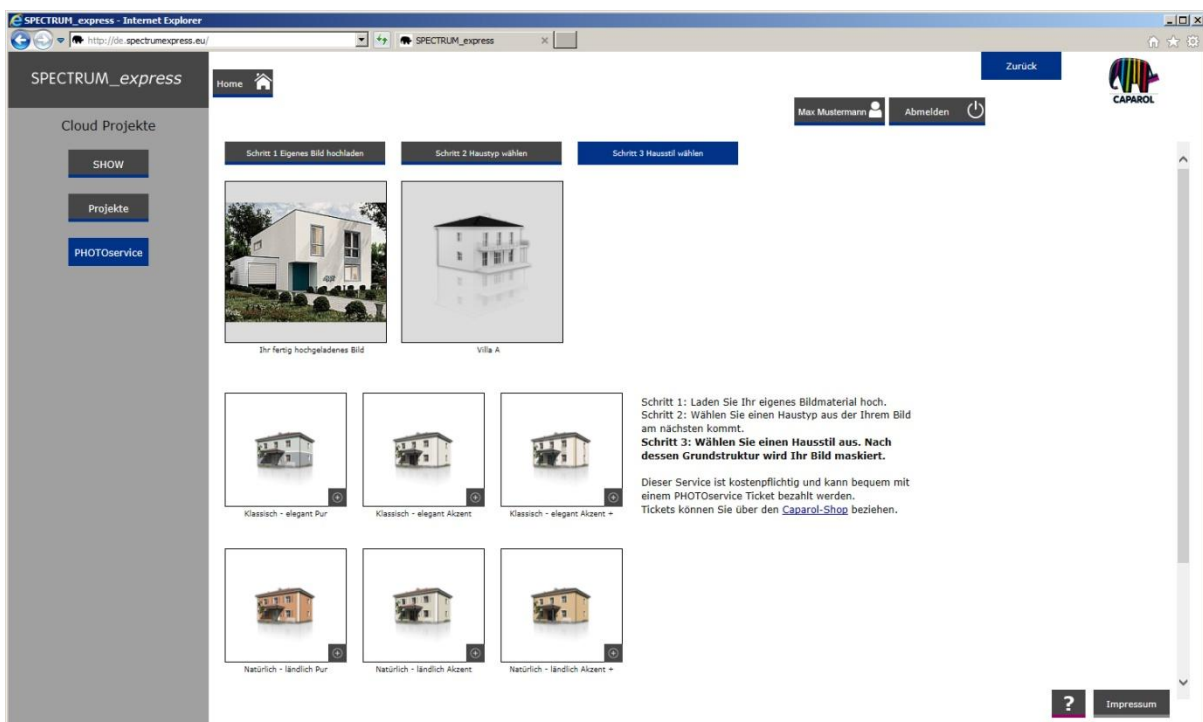 SPECTRUM_express - Internet Explorer
http://de.spectrumexpress.eu/
SPECTRUM_express
SPECTRUM_express
Home
Zurück
CAPAROL
Max Mustermann
Abmelden
Cloud Projekte
SHOW
Projekte
PHOTOservice
Schritt 1 Eigenes Bild hochladen
Schritt 2 Haustyp wählen
Schritt 3 Hausstil wählen
Ihr fertig hochgeladenes Bild
Villa A
Klassisch - elegant Pur
Klassisch - elegant Akzent
Klassisch - elegant Akzent +
Schritt 1: Laden Sie Ihr eigenes Bildmaterial hoch.
Schritt 2: Wählen Sie einen Haustyp aus der Ihrem Bild
am nächsten kommt.
Schritt 3: Wählen Sie einen Hausstil aus. Nach
dessen Grundstruktur wird Ihr Bild maskiert.
Dieser Service ist kostenpflichtig und kann bequem mit
einem PHOTOservice Ticket bezahlt werden.
Tickets können Sie über den Caparol-Shop beziehen.
Natürlich - ländlich Pur
Natürlich - ländlich Akzent
Natürlich - ländlich Akzent +
?
Impressum